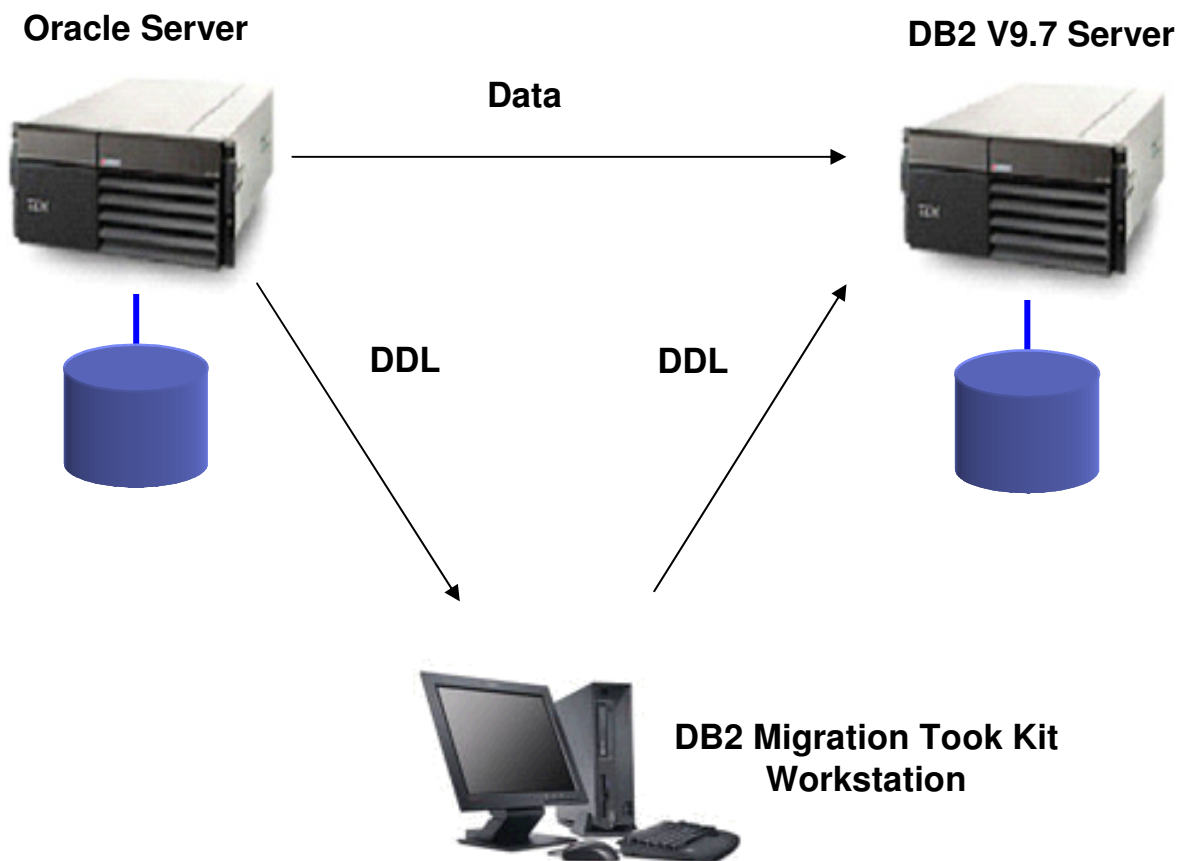 Oracle Server
DB2 V9.7 Server
Data
DDL
DDL
DB2 Migration Took Kit
Workstation